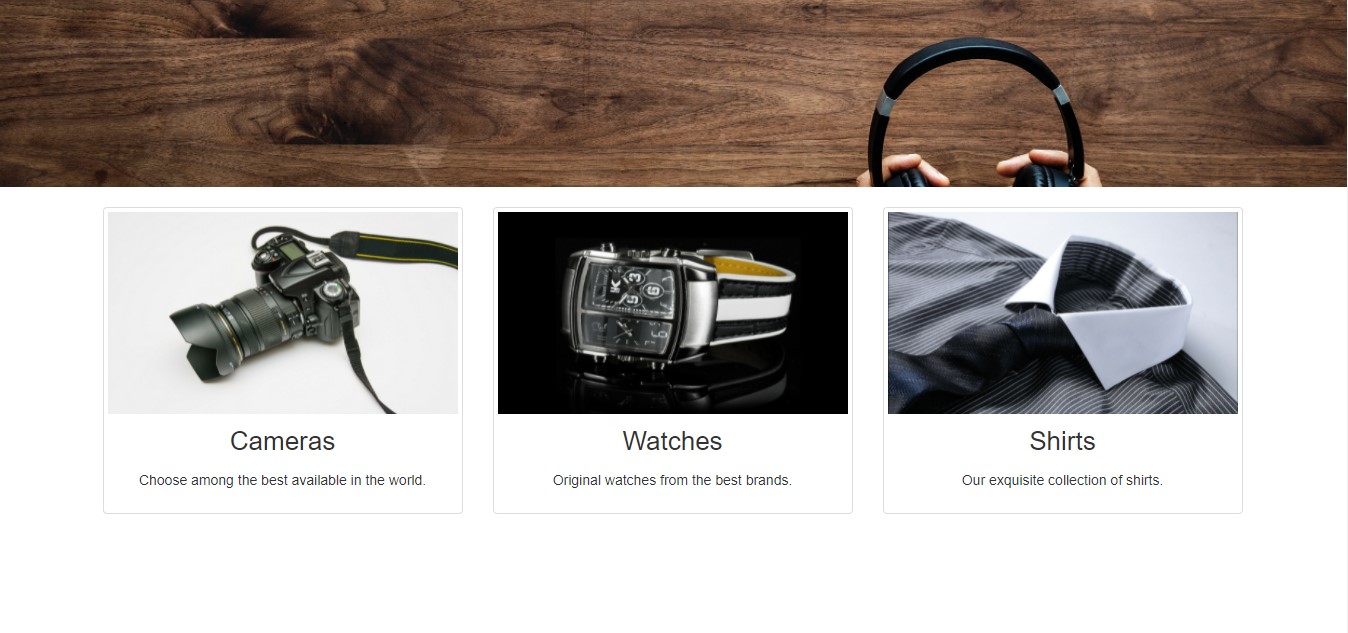 Cameras
Choose among the best available in the world.
Watches
Original watches from the best brands.
Shirts
Our exquisite collection of shirts.